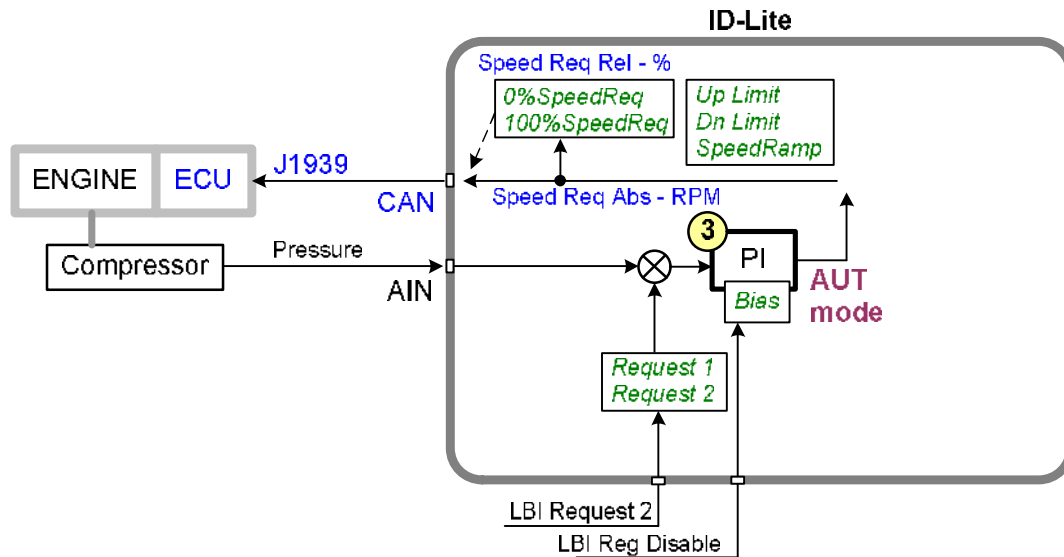 ID-Lite
Speed Req Rel - %
0%SpeedReq
100%SpeedReq
Up Limit
Dn Limit
SpeedRamp
ENGINE
ECU
J1939
CAN
Speed Req Abs - RPM
3
PI
Bias
AUT
mode
Compressor
Pressure
AIN
Request 1
Request 2
LBI Request 2
LBI Reg Disable